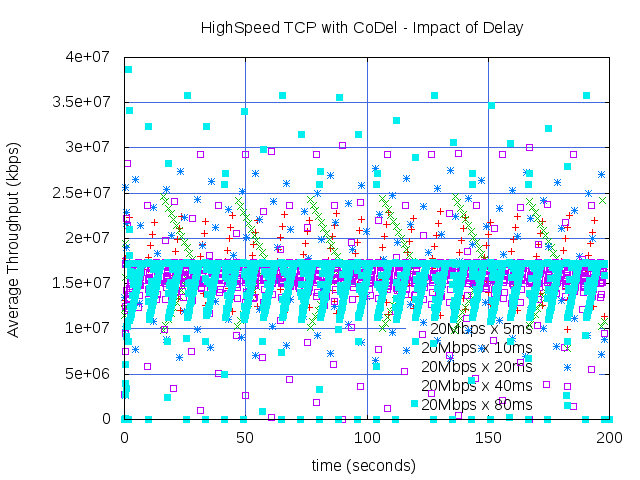 HighSpeed TCP with CoDel - Impact of Delay
Average Throughput (kbps)
4e+07
3.5e+07
3e+07
2.5e+07
2e+07
1.5e+07
1e+07
5e+06
0
20Mbps x 5ms
20Mbps x 10ms
20Mbps x 20ms
20Mbps x 40ms
20Mbps x 80ms
0 50 100 150 200
time (seconds)